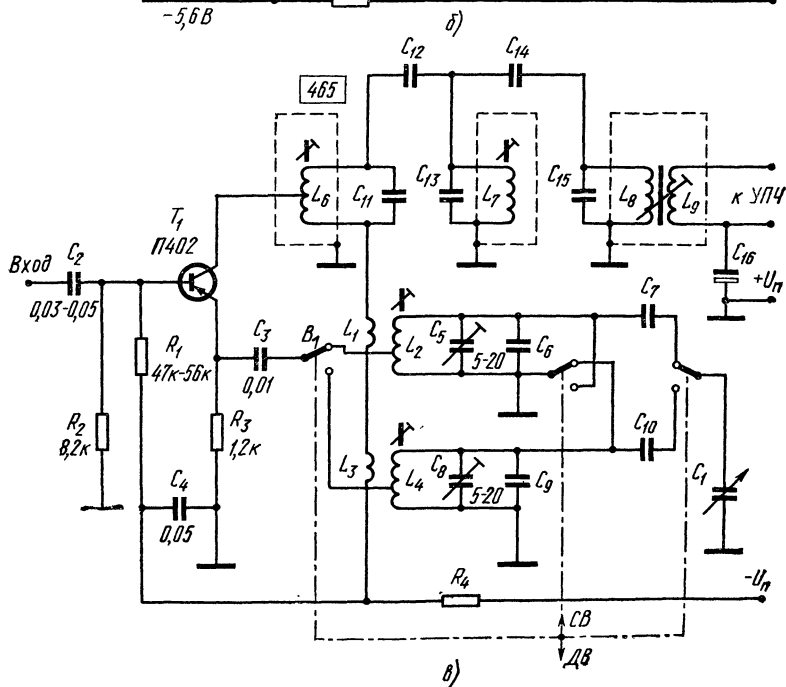 −5,6 В
б)
C12
C14
465
L6
C11
C13
L7
C15
L8
L9
к УПЧ
T1
П402
C16
+Uп
Вход
C2
0,03-0,05
C7
L1
C3
B1
L2
C5
5-20
C6
R1
47к-56к
0,01
R2
8,2к
R3
1,2к
C10
L3
L4
C8
5-20
C9
C1
C4
0,05
R4
−Uп
СВ
ДВ
в)